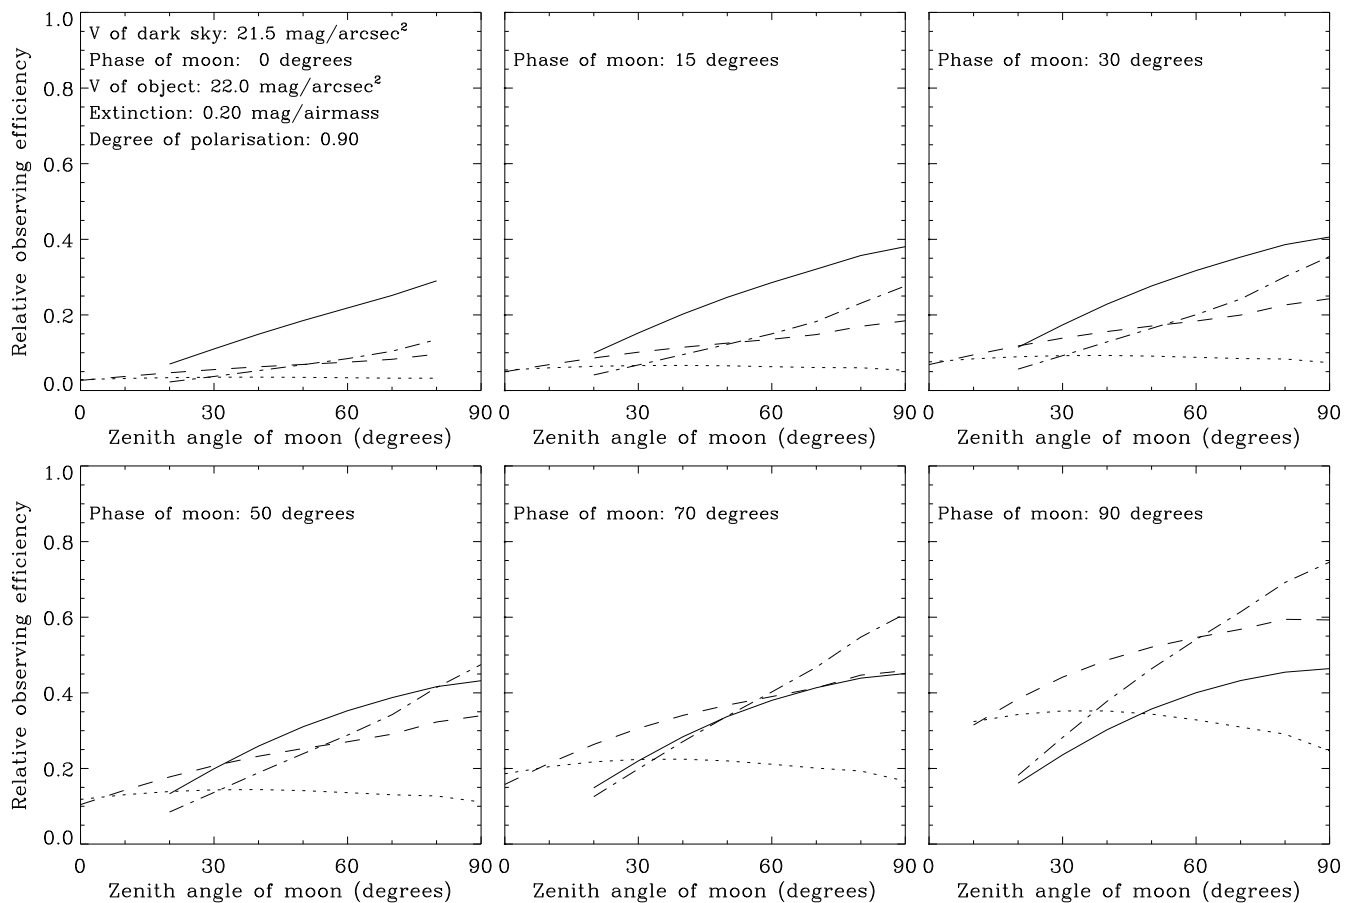 1.0
0.8
0.6
0.4
0.2
0.0
Relative observing efficiency
V of dark sky: 21.5 mag/arcsec²
Phase of moon: 0 degrees
V of object: 22.0 mag/arcsec²
Extinction: 0.20 mag/airmass
Degree of polarisation: 0.90
0 30 60 90
Zenith angle of moon (degrees)
Phase of moon: 15 degrees
0 30 60 90
Zenith angle of moon (degrees)
Phase of moon: 30 degrees
0 30 60 90
Zenith angle of moon (degrees)
1.0
0.8
0.6
0.4
0.2
0.0
Relative observing efficiency
Phase of moon: 50 degrees
0 30 60 90
Zenith angle of moon (degrees)
Phase of moon: 70 degrees
0 30 60 90
Zenith angle of moon (degrees)
Phase of moon: 90 degrees
0 30 60 90
Zenith angle of moon (degrees)